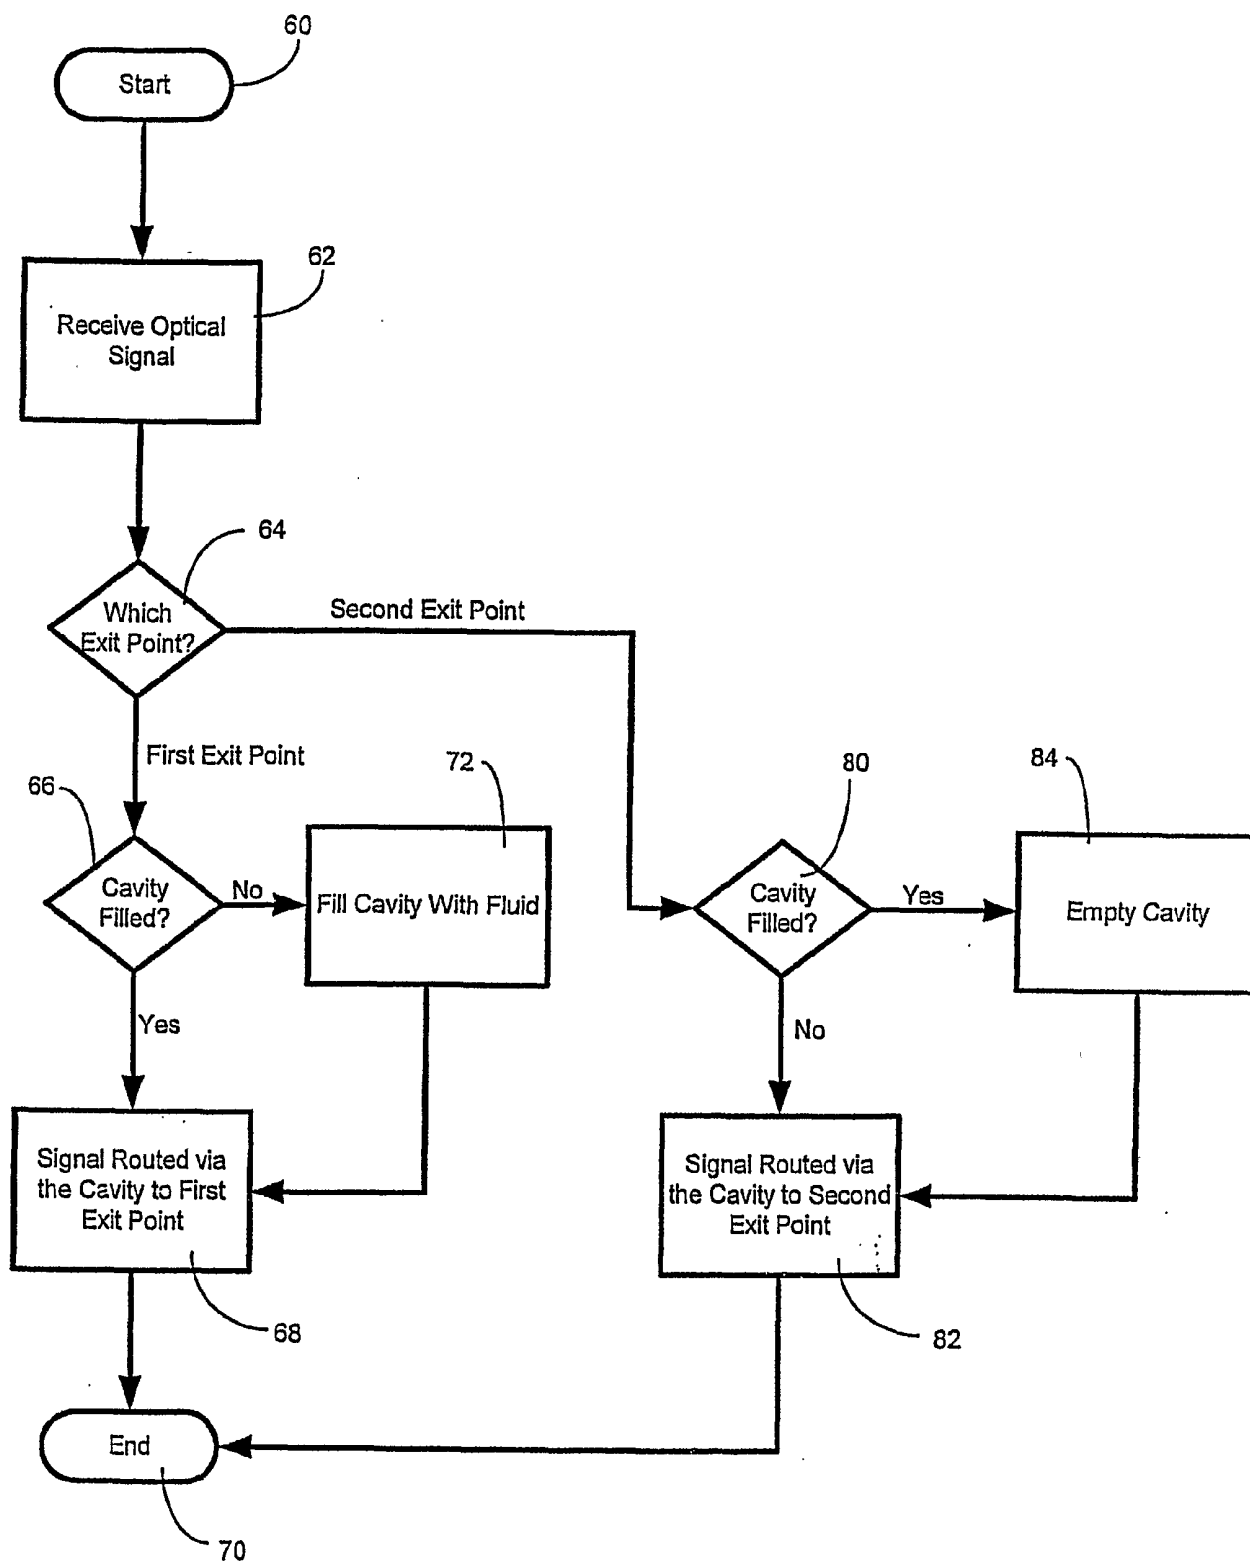 60
Start
62
Receive Optical
Signal
64
Which
Exit Point?
Second Exit Point
First Exit Point
66
Cavity
Filled?
No
72
Fill Cavity With Fluid
80
Cavity
Filled?
Yes
84
Empty Cavity
Yes
No
Signal Routed via
the Cavity to First
Exit Point
68
Signal Routed via
the Cavity to Second
Exit Point
82
End
70